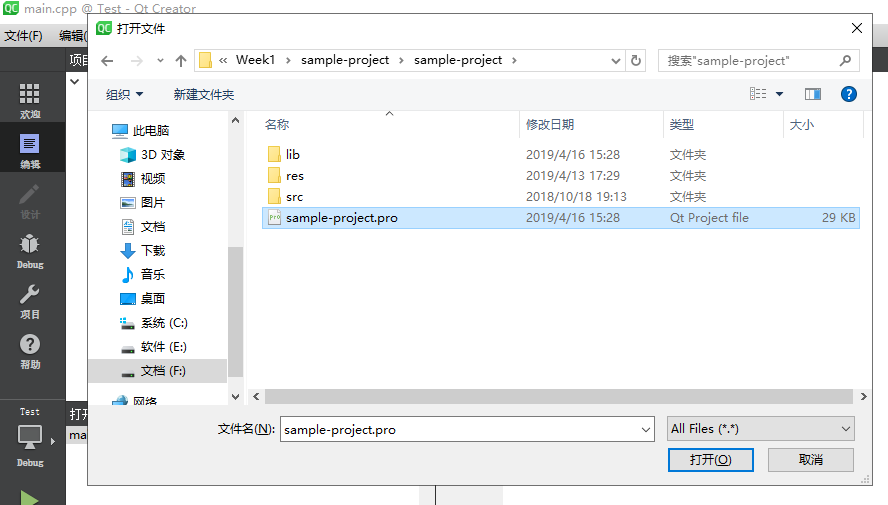 main.cpp @ Test - Qt Creator
文件(F) 编辑(
QC 打开文件
« Week1 › sample-project › sample-project ›
搜索"sample-project"
组织 新建文件夹
项目
欢迎
编辑
设计
Debug
项目
帮助
Test
Debug
打开
ma
此电脑
3D 对象
视频
图片
文档
下载
音乐
桌面
系统 (C:)
软件 (E:)
文档 (F:)
网络
名称 修改日期 类型 大小
lib 2019/4/16 15:28 文件夹
res 2019/4/13 17:29 文件夹
src 2018/10/18 19:13 文件夹
sample-project.pro 2019/4/16 15:28 Qt Project file 29 KB
文件名(N): sample-project.pro All Files (*.*)
打开(O) 取消